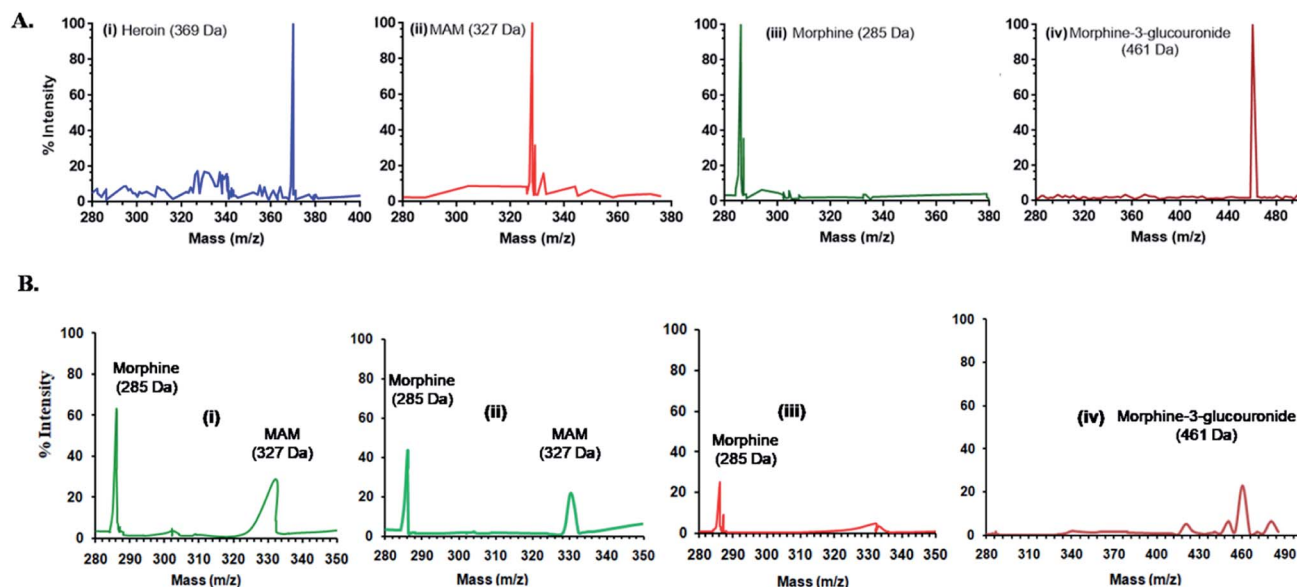 A.
(i) Heroin (369 Da)
% Intensity
100
80
60
40
20
0
280 300 320 340 360 380 400
Mass (m/z)
(ii) MAM (327 Da)
100
80
60
40
20
0
280 300 320 340 360 380
Mass (m/z)
(iii) Morphine (285 Da)
100
80
60
40
20
0
280 300 320 340 360 380
Mass (m/z)
(iv) Morphine-3-glucouronide
(461 Da)
100
80
60
40
20
0
280 320 360 400 440 480
Mass (m/z)
B.
% Intensity
100
80
60
40
20
0
Morphine
(285 Da)
(i)
MAM
(327 Da)
280 290 300 310 320 330 340 350
Mass (m/z)
100
80
60
40
20
0
Morphine
(285 Da)
(ii)
MAM
(327 Da)
280 290 300 310 320 330 340 350
Mass (m/z)
100
80
60
40
20
0
(iii)
Morphine
(285 Da)
280 290 300 310 320 330 340 350
Mass (m/z)
100
80
60
40
20
0
(iv) Morphine-3-glucouronide
(461 Da)
280 310 340 370 400 430 460 490
Mass (m/z)